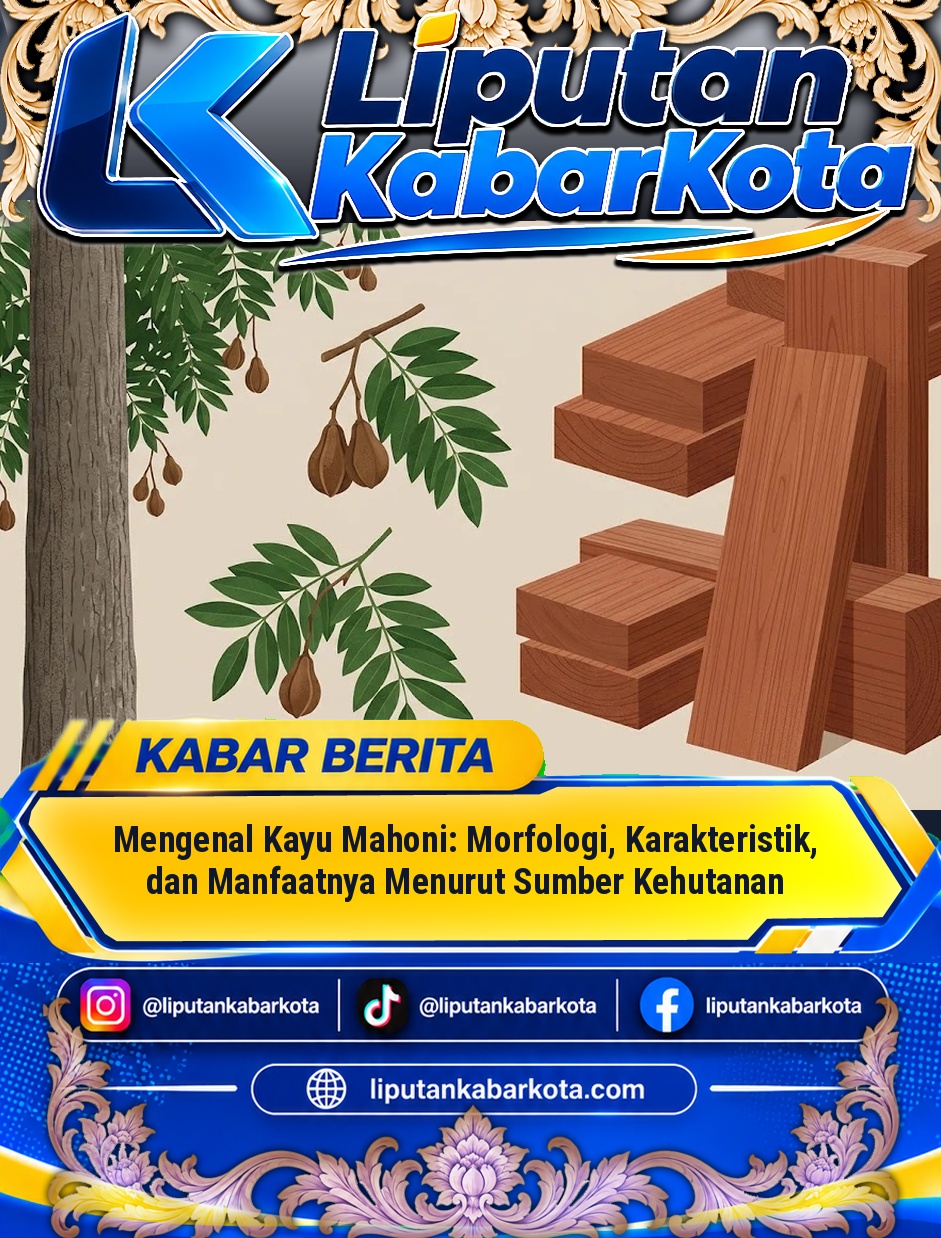 LK
Liputan
KabarKota
KABAR BERITA
Mengenal Kayu Mahoni: Morfologi, Karakteristik,
dan Manfaatnya Menurut Sumber Kehutanan
@liputankabarkota
@liputankabarkota
liputankabarkota
liputankabarkota.com